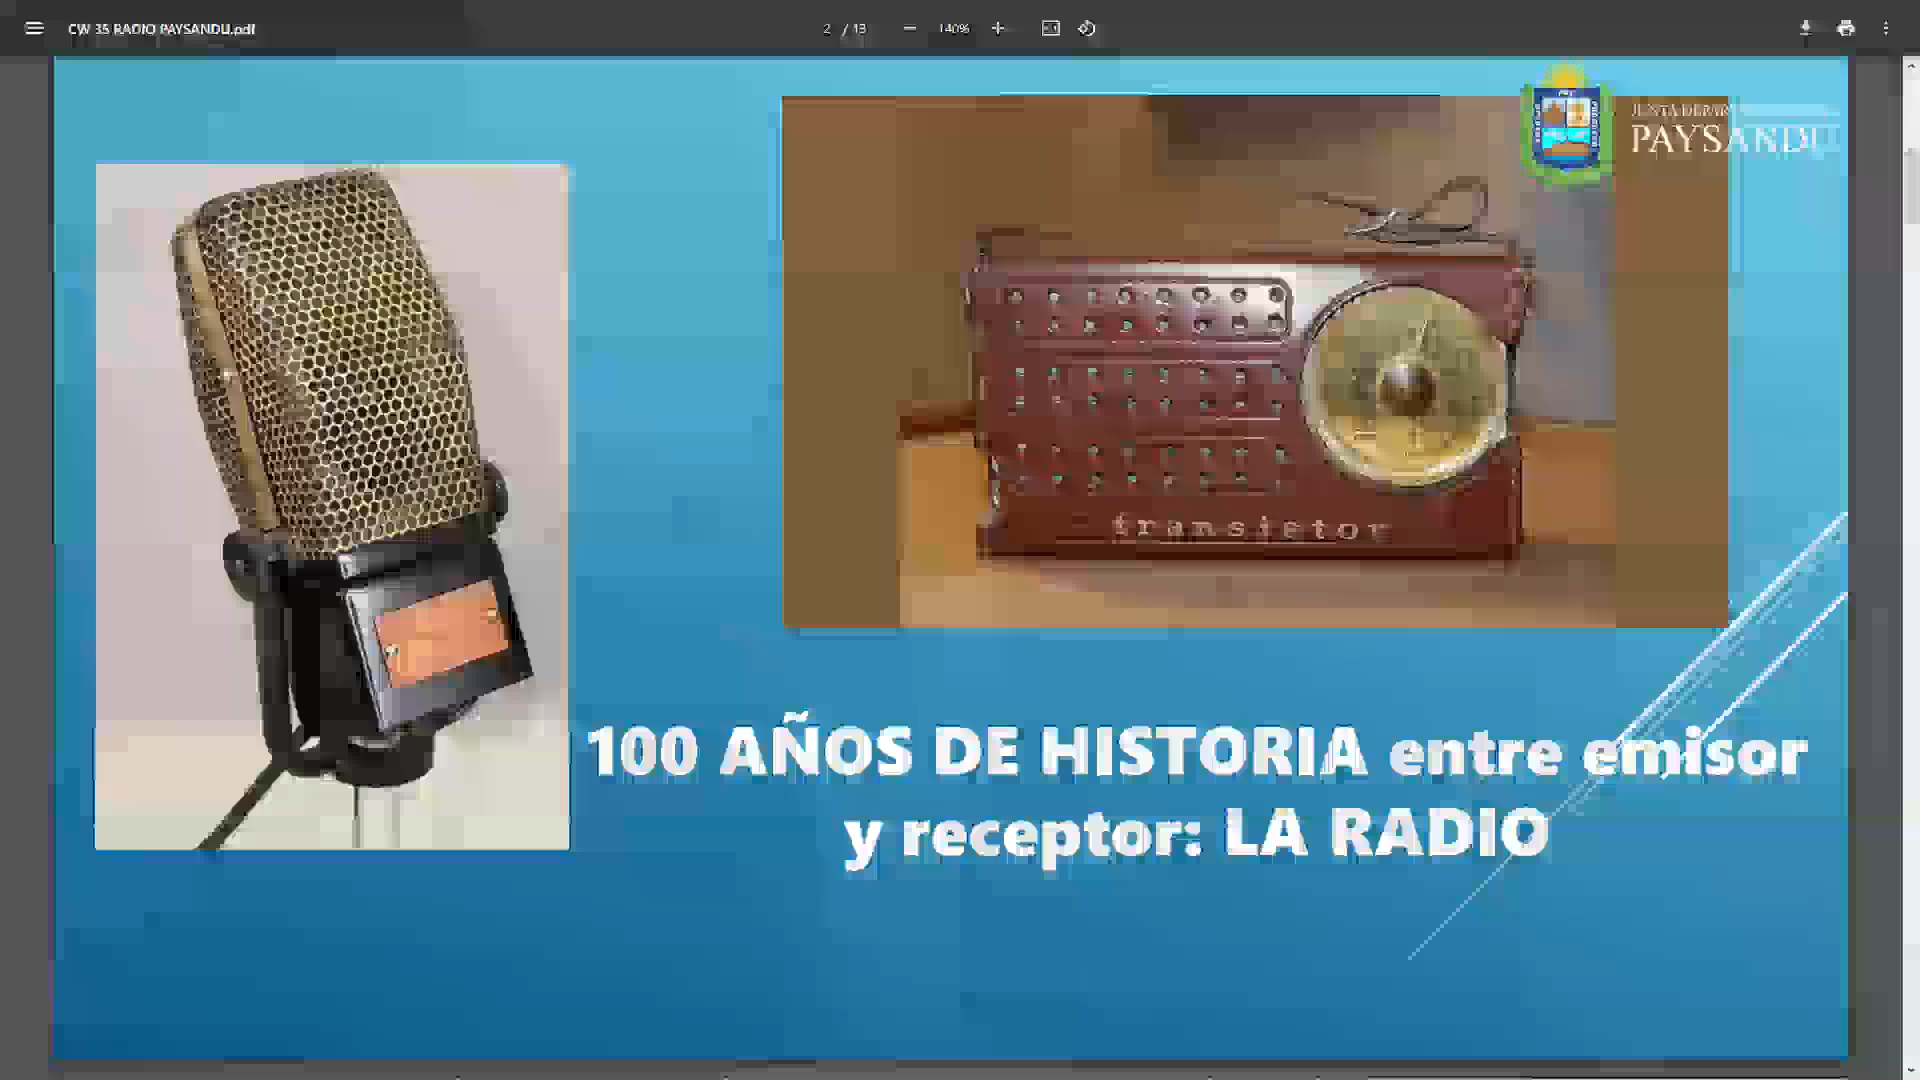 CW 35 RADIO PAYSANDU.pdf
2 / 13
140%
PAYSANDU
transistor
100 AÑOS DE HISTORIA entre emisor
y receptor: LA RADIO